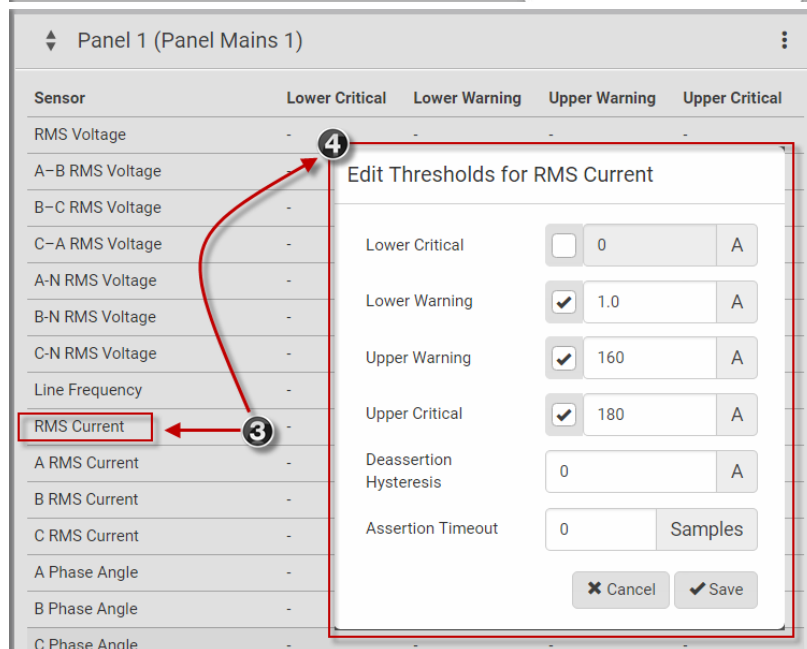 Panel 1 (Panel Mains 1)
Sensor Lower Critical Lower Warning Upper Warning Upper Critical
RMS Voltage - - - -
A–B RMS Voltage -
B–C RMS Voltage -
C–A RMS Voltage -
A-N RMS Voltage -
B-N RMS Voltage -
C-N RMS Voltage -
Line Frequency -
RMS Current -
A RMS Current -
B RMS Current -
C RMS Current -
A Phase Angle -
B Phase Angle -
C Phase Angle - - - -
3
4
Edit Thresholds for RMS Current
Lower Critical 0 A
Lower Warning 1.0 A
Upper Warning 160 A
Upper Critical 180 A
Deassertion
Hysteresis 0 A
Assertion Timeout 0 Samples
Cancel Save